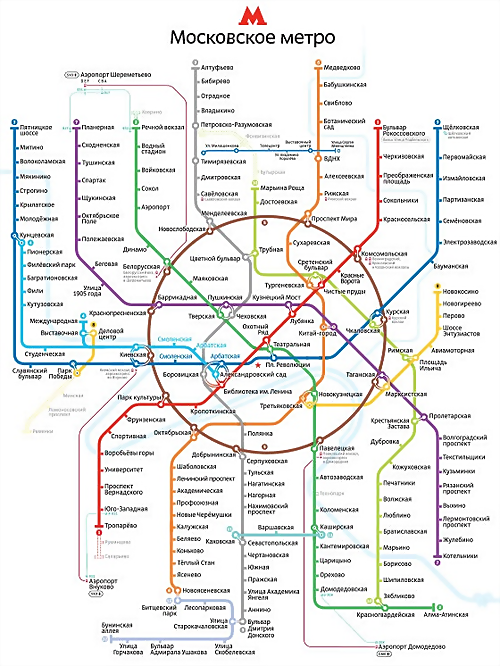 Московское метро
Аэропорт Шереметьево
Алтуфьево
Бибирево
Отрадное
Владыкино
Петровско-Разумовская
Тимирязевская
Дмитровская
Савёловская
Менделеевская
Медведково
Бабушкинская
Свиблово
Ботанический
сад
ВДНХ
Алексеевская
Рижская
Проспект Мира
Пятницкое
шоссе
Митино
Волоколамская
Мякинино
Строгино
Крылатское
Молодёжная
Кунцевская
Пионерская
Филёвский парк
Багратионовская
Фили
Кутузовская
Планерная
Сходненская
Тушинская
Спартак
Щукинская
Октябрьское
Поле
Полежаевская
Беговая
Улица
1905 года
Речной вокзал
Водный
стадион
Войковская
Сокол
Аэропорт
Динамо
Белорусская
Маяковская
Бульвар
Рокоссовского
Черкизовская
Преображенская
площадь
Сокольники
Красносельская
Комсомольская
Щёлковская
Первомайская
Измайловская
Партизанская
Семёновская
Электрозаводская
Бауманская
Марьина Роща
Достоевская
Новослободская
Цветной бульвар
Трубная
Сухаревская
Сретенский
бульвар
Тургеневская
Красные
Ворота
Чистые пруды
Краснопресненская
Баррикадная
Пушкинская
Кузнецкий Мост
Тверская
Чеховская
Лубянка
Охотный
Ряд
Китай-город
Чкаловская
Курская
Театральная
Пл. Революции
Международная
Выставочная
Деловой
центр
Студенческая
Славянский
бульвар
Парк
Победы
Киевская
Смоленская
Арбатская
Смоленская
Арбатская
Боровицкая
Александровский сад
Библиотека им.Ленина
Новокосино
Новогиреево
Перово
Шоссе
Энтузиастов
Авиамоторная
Римская
Площадь
Ильича
Марксистская
Таганская
Парк культуры
Кропоткинская
Третьяковская
Новокузнецкая
Фрунзенская
Спортивная
Воробьёвы горы
Университет
Проспект
Вернадского
Юго-Западная
Тропарёво
Румянцево
Саларьево
Аэропорт
Внуково
Октябрьская
Добрынинская
Полянка
Серпуховская
Павелецкая
Шаболовская
Ленинский проспект
Академическая
Профсоюзная
Новые Черёмушки
Калужская
Беляево
Коньково
Тёплый Стан
Ясенево
Новоясеневская
Битцевский
парк
Лесопарковая
Бунинская
аллея
Улица
Горчакова
Бульвар
Адмирала Ушакова
Улица
Скобелевская
Улица
Старокачаловская
Тульская
Нагатинская
Нагорная
Нахимовский
проспект
Варшавская
Каховская
Севастопольская
Чертановская
Южная
Пражская
Улица Академика
Янгеля
Аннино
Бульвар
Дмитрия
Донского
Автозаводская
Коломенская
Каширская
Кантемировская
Царицыно
Орехово
Домодедовская
Красногвардейская
Алма-Атинская
Крестьянская
Застава
Дубровка
Кожуховская
Печатники
Волжская
Люблино
Братиславская
Марьино
Борисово
Шипиловская
Зябликово
Пролетарская
Волгоградский
проспект
Текстильщики
Кузьминки
Рязанский
проспект
Выхино
Лермонтовский
проспект
Жулебино
Котельники
Аэропорт Домодедово